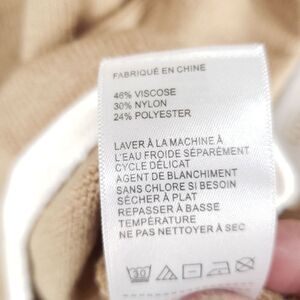 FABRIQUÉ EN CHINE
46% VISCOSE
30% NYLON
24% POLYESTER
LAVER À LA MACHINE À
L'EAU FROIDE SÉPARÉMENT
CYCLE DÉLICAT
AGENT DE BLANCHIMENT
SANS CHLORE SI BESOIN
SÉCHER À PLAT
REPASSER À BASSE
TEMPÉRATURE
NE PAS NETTOYER À SEC
30